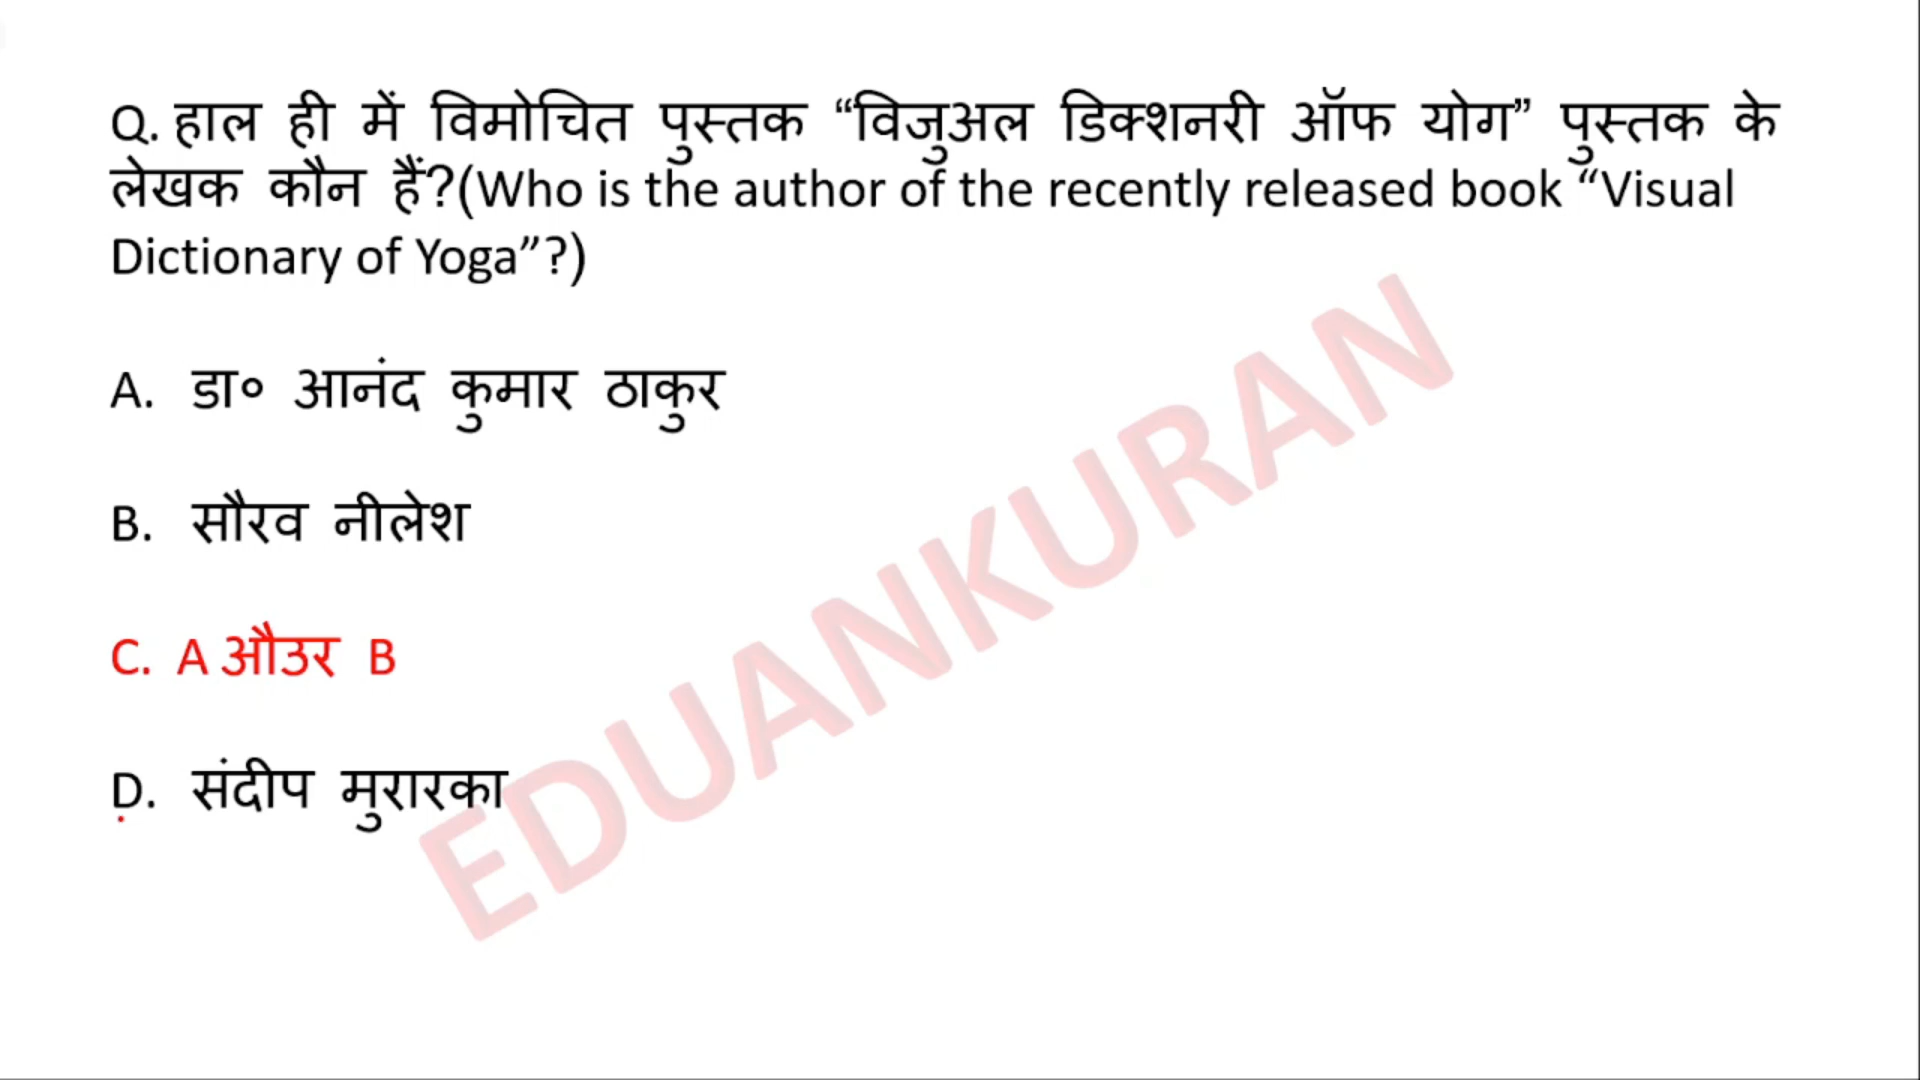 Q. हाल ही में विमोचित पुस्तक “विजुअल डिक्शनरी ऑफ योग” पुस्तक के
लेखक कौन हैं?(Who is the author of the recently released book “Visual
Dictionary of Yoga”?)
A. डा॰ आनंद कुमार ठाकुर
B. सौरव नीलेश
C. A औउर B
D. संदीप मुरारका
EDUANKURAN